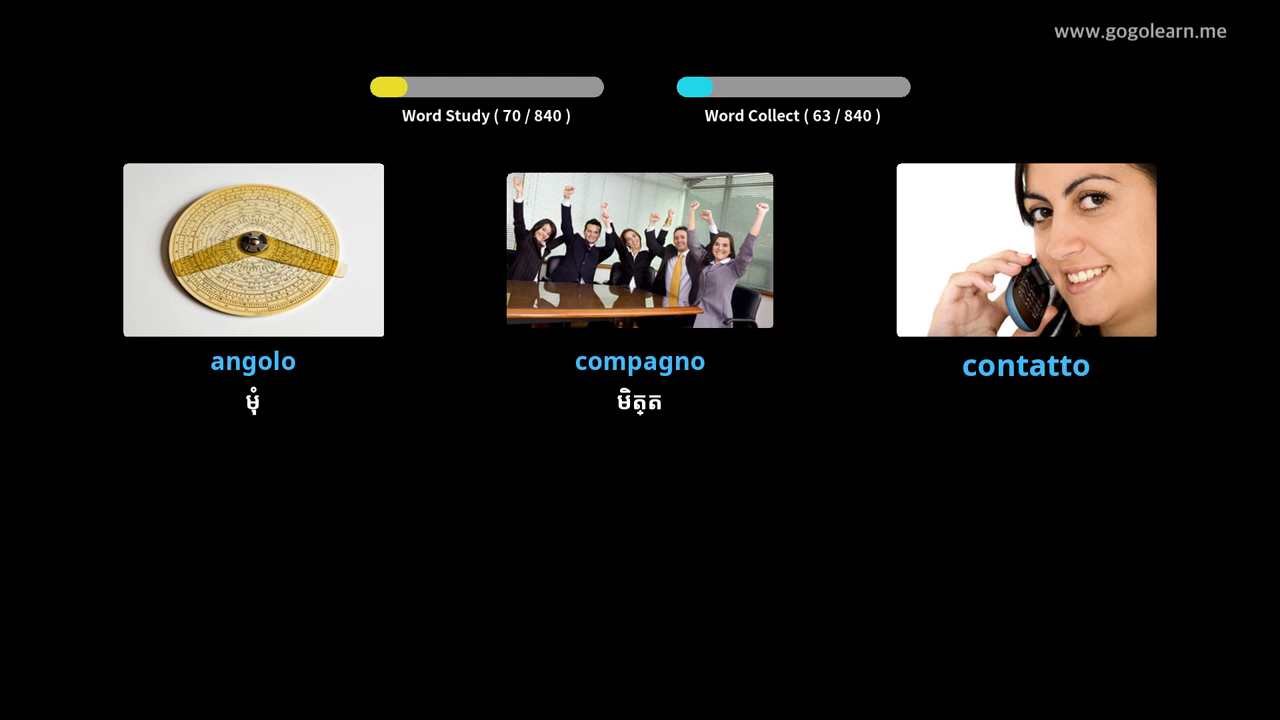 www.gogolearn.me
Word Study ( 70 / 840 )
Word Collect ( 63 / 840 )
angolo
compagno
contatto
មុំ
មិត្ត